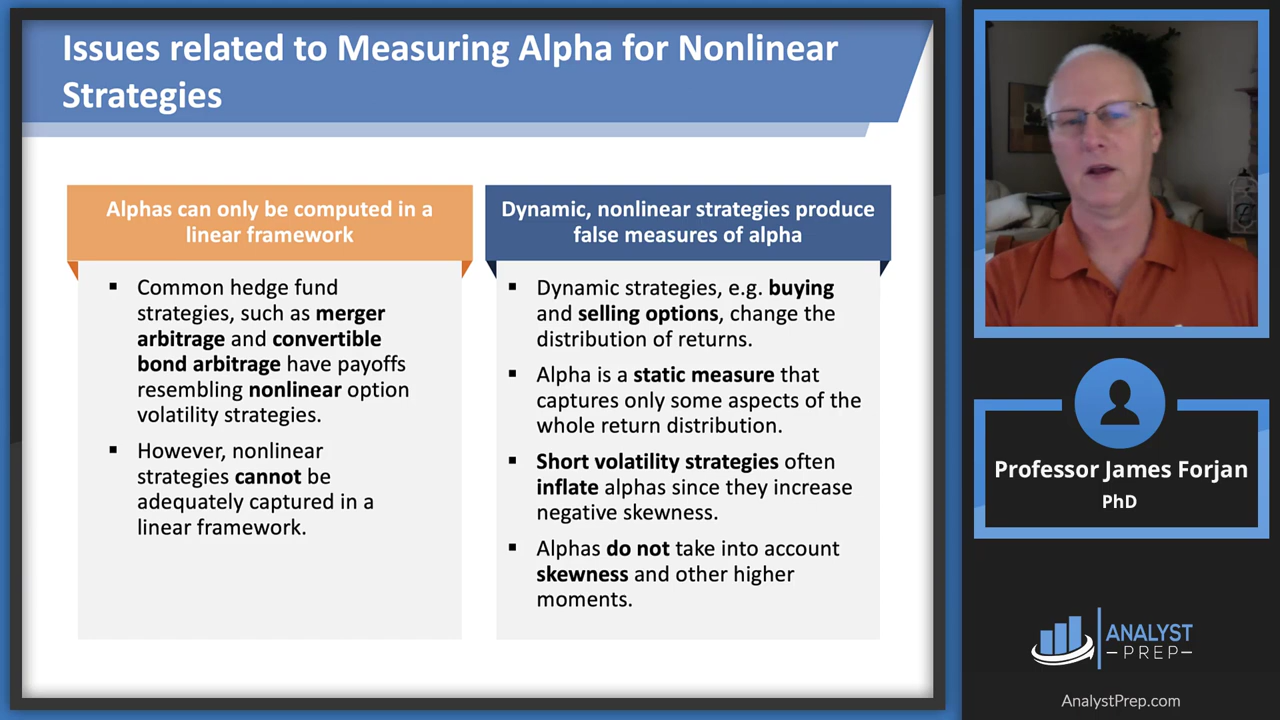 Issues related to Measuring Alpha for Nonlinear
Strategies
Alphas can only be computed in a
linear framework
▪ Common hedge fund
strategies, such as merger
arbitrage and convertible
bond arbitrage have payoffs
resembling nonlinear option
volatility strategies.
▪ However, nonlinear
strategies cannot be
adequately captured in a
linear framework.
Dynamic, nonlinear strategies produce
false measures of alpha
▪ Dynamic strategies, e.g. buying
and selling options, change the
distribution of returns.
▪ Alpha is a static measure that
captures only some aspects of the
whole return distribution.
▪ Short volatility strategies often
inflate alphas since they increase
negative skewness.
▪ Alphas do not take into account
skewness and other higher
moments.
Professor James Forjan
PhD
ANALYST
–PREP–
AnalystPrep.com